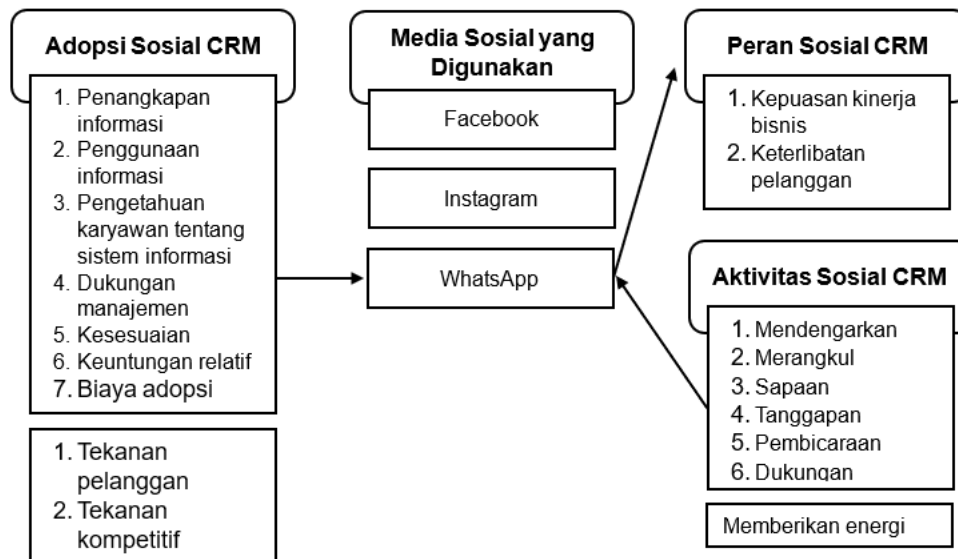 Adopsi Sosial CRM
1. Penangkapan
informasi
2. Penggunaan
informasi
3. Pengetahuan
karyawan tentang
sistem informasi
4. Dukungan
manajemen
5. Kesesuaian
6. Keuntungan relatif
7. Biaya adopsi
1. Tekanan
pelanggan
2. Tekanan
kompetitif
Media Sosial yang
Digunakan
Facebook
Instagram
WhatsApp
Peran Sosial CRM
1. Kepuasan kinerja
bisnis
2. Keterlibatan
pelanggan
Aktivitas Sosial CRM
1. Mendengarkan
2. Merangkul
3. Sapaan
4. Tanggapan
5. Pembicaraan
6. Dukungan
Memberikan energi